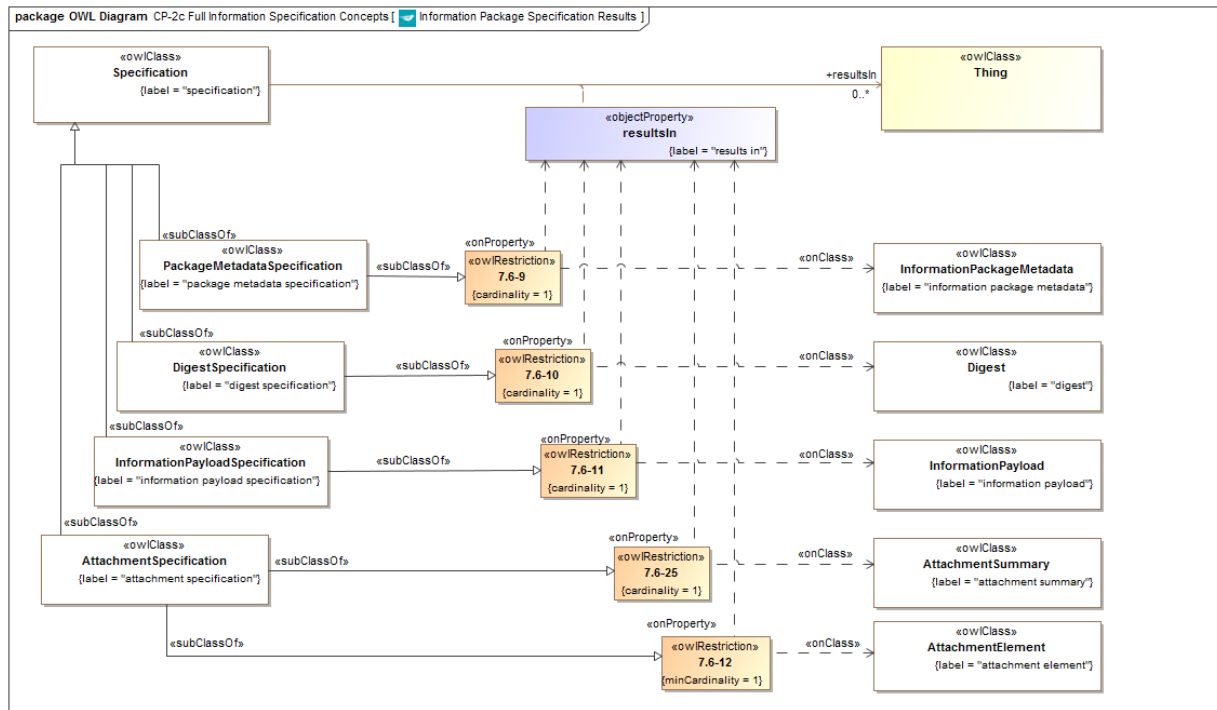 package OWL Diagram CP-2c Full Information Specification Concepts [ Information Package Specification Results ]
«owlClass»
Specification
{label = "specification"}
+resultsIn
0..*
«owlClass»
Thing
«objectProperty»
resultsIn
{label = "results in"}
«subClassOf»
«owlClass»
PackageMetadataSpecification
{label = "package metadata specification"}
«subClassOf»
«onProperty»
«owlRestriction»
7.6-9
{cardinality = 1}
«onClass»
«owlClass»
InformationPackageMetadata
{label = "information package metadata"}
«subClassOf»
«owlClass»
DigestSpecification
{label = "digest specification"}
«subClassOf»
«onProperty»
«owlRestriction»
7.6-10
{cardinality = 1}
«onClass»
«owlClass»
Digest
{label = "digest"}
«subClassOf»
«owlClass»
InformationPayloadSpecification
{label = "information payload specification"}
«subClassOf»
«onProperty»
«owlRestriction»
7.6-11
{cardinality = 1}
«onClass»
«owlClass»
InformationPayload
{label = "information payload"}
«subClassOf»
«owlClass»
AttachmentSpecification
{label = "attachment specification"}
«subClassOf»
«onProperty»
«owlRestriction»
7.6-25
{cardinality = 1}
«onClass»
«owlClass»
AttachmentSummary
{label = "attachment summary"}
«subClassOf»
«onProperty»
«owlRestriction»
7.6-12
{minCardinality = 1}
«onClass»
«owlClass»
AttachmentElement
{label = "attachment element"}